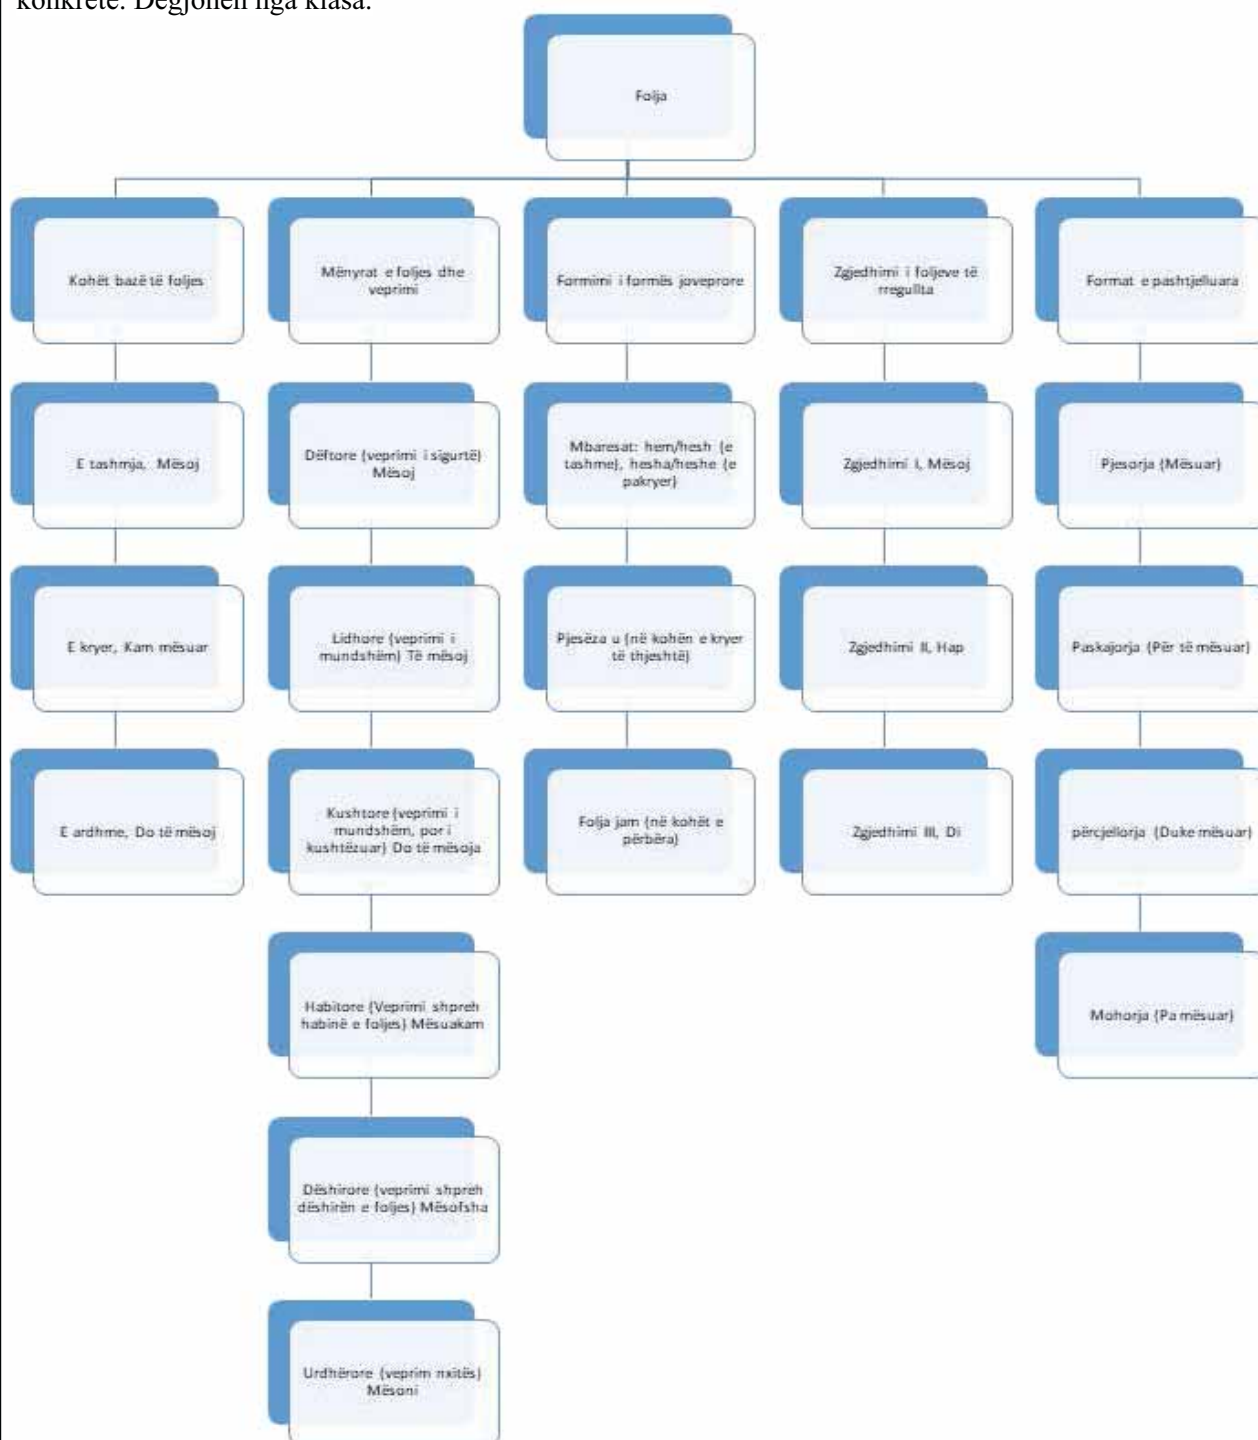 konkrete. Dëgjohen nga klasa.
Folja
Kohët bazë të foljes
Mënyrat e foljes dhe
veprimi
Formimi i formës joveprore
Zgjedhimi i foljeve të
rregullta
Format e pashtjelluara
E tashmja, Mësoj
Dëftore (veprimi i sigurtë)
Mësoj
Mbaresat: hem/hesh (e
tashme), hesha/heshe (e
pakryer)
Zgjedhimi I, Mësoj
Pjesorja (Mësuar)
E kryer, Kam mësuar
Lidhore (veprimi i
mundshëm) Të mësoj
Pjesëza u (në kohën e kryer
të thjeshtë)
Zgjedhimi II, Hap
Paskajorja (Për të mësuar)
E ardhme, Do të mësoj
Kushtore (veprimi i
mundshëm, por i
kushtëzuar) Do të mësoja
Folja jam (në kohët e
përbëra)
Zgjedhimi III, Di
përcjellorja (Duke mësuar)
Habitore (Veprimi shpreh
habinë e foljes) Mësuakam
Mohorja (Pa mësuar)
Dëshirore (veprimi shpreh
dëshirën e foljes) Mësofsha
Urdhërore (veprim nxitës)
Mësoni